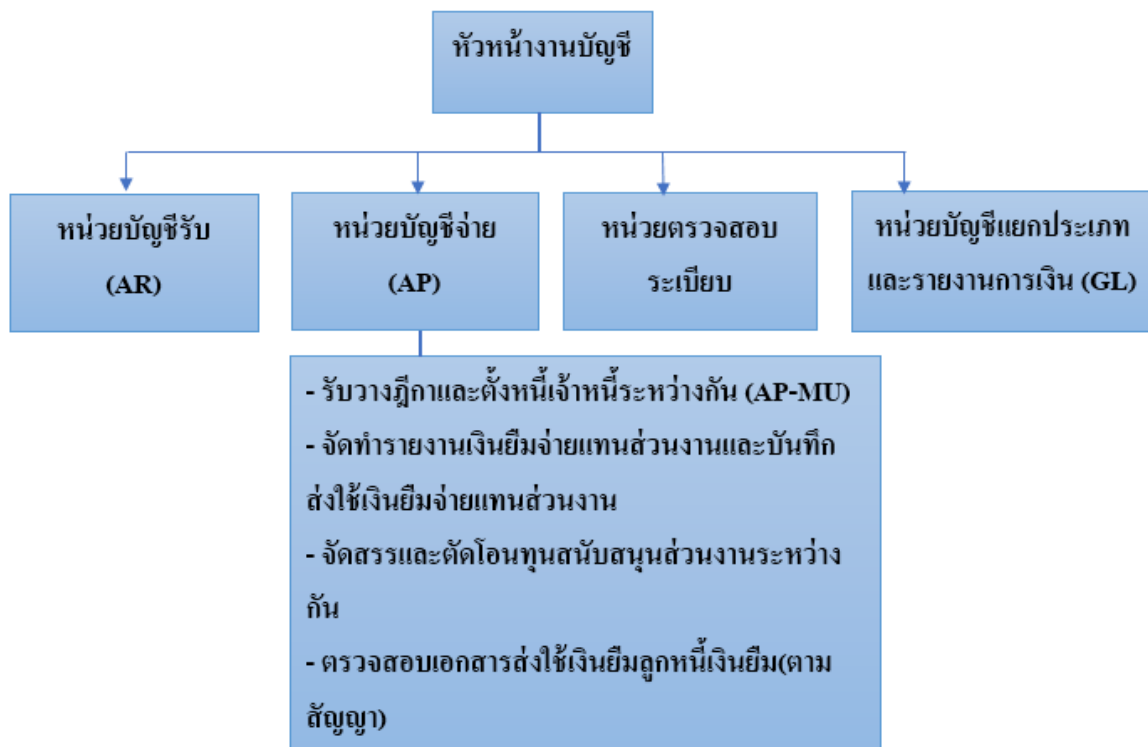 หัวหน้างานบัญชี
หน่วยบัญชีรับ
(AR)
หน่วยบัญชีจ่าย
(AP)
หน่วยตรวจสอบ
ระเบียบ
หน่วยบัญชีแยกประเภท
และรายงานการเงิน (GL)
- รับวางฎีกาและตั้งหนี้เจ้าหนี้ระหว่างกัน (AP-MU)
- จัดทำรายงานเงินยืมจ่ายแทนส่วนงานและบันทึก
ส่งใช้เงินยืมจ่ายแทนส่วนงาน
- จัดสรรและตัดโอนทุนสนับสนุนส่วนงานระหว่าง
กัน
- ตรวจสอบเอกสารส่งใช้เงินยืมลูกหนี้เงินยืม(ตาม
สัญญา)